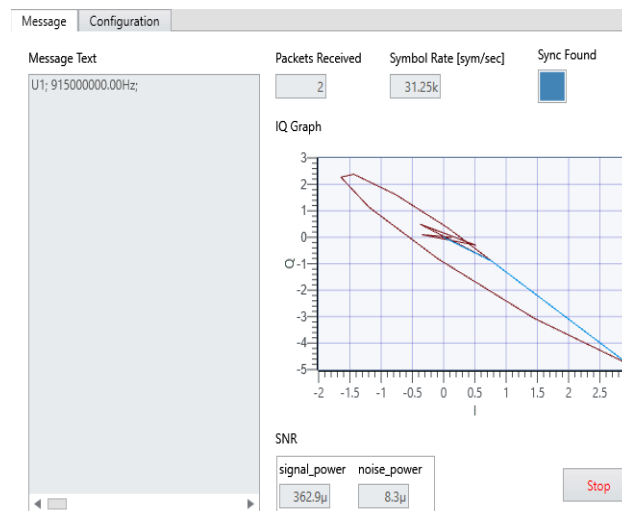 Message Configuration
Message Text
U1; 915000000.00Hz;
Packets Received Symbol Rate [sym/sec] Sync Found
2 31.25k
IQ Graph
3
2
1
0
-1
-2
-3
-4
-5
Q
-2 -1.5 -1 -0.5 0 0.5 1 1.5 2 2.5
I
SNR
signal_power noise_power
362.9µ 8.3µ
Stop